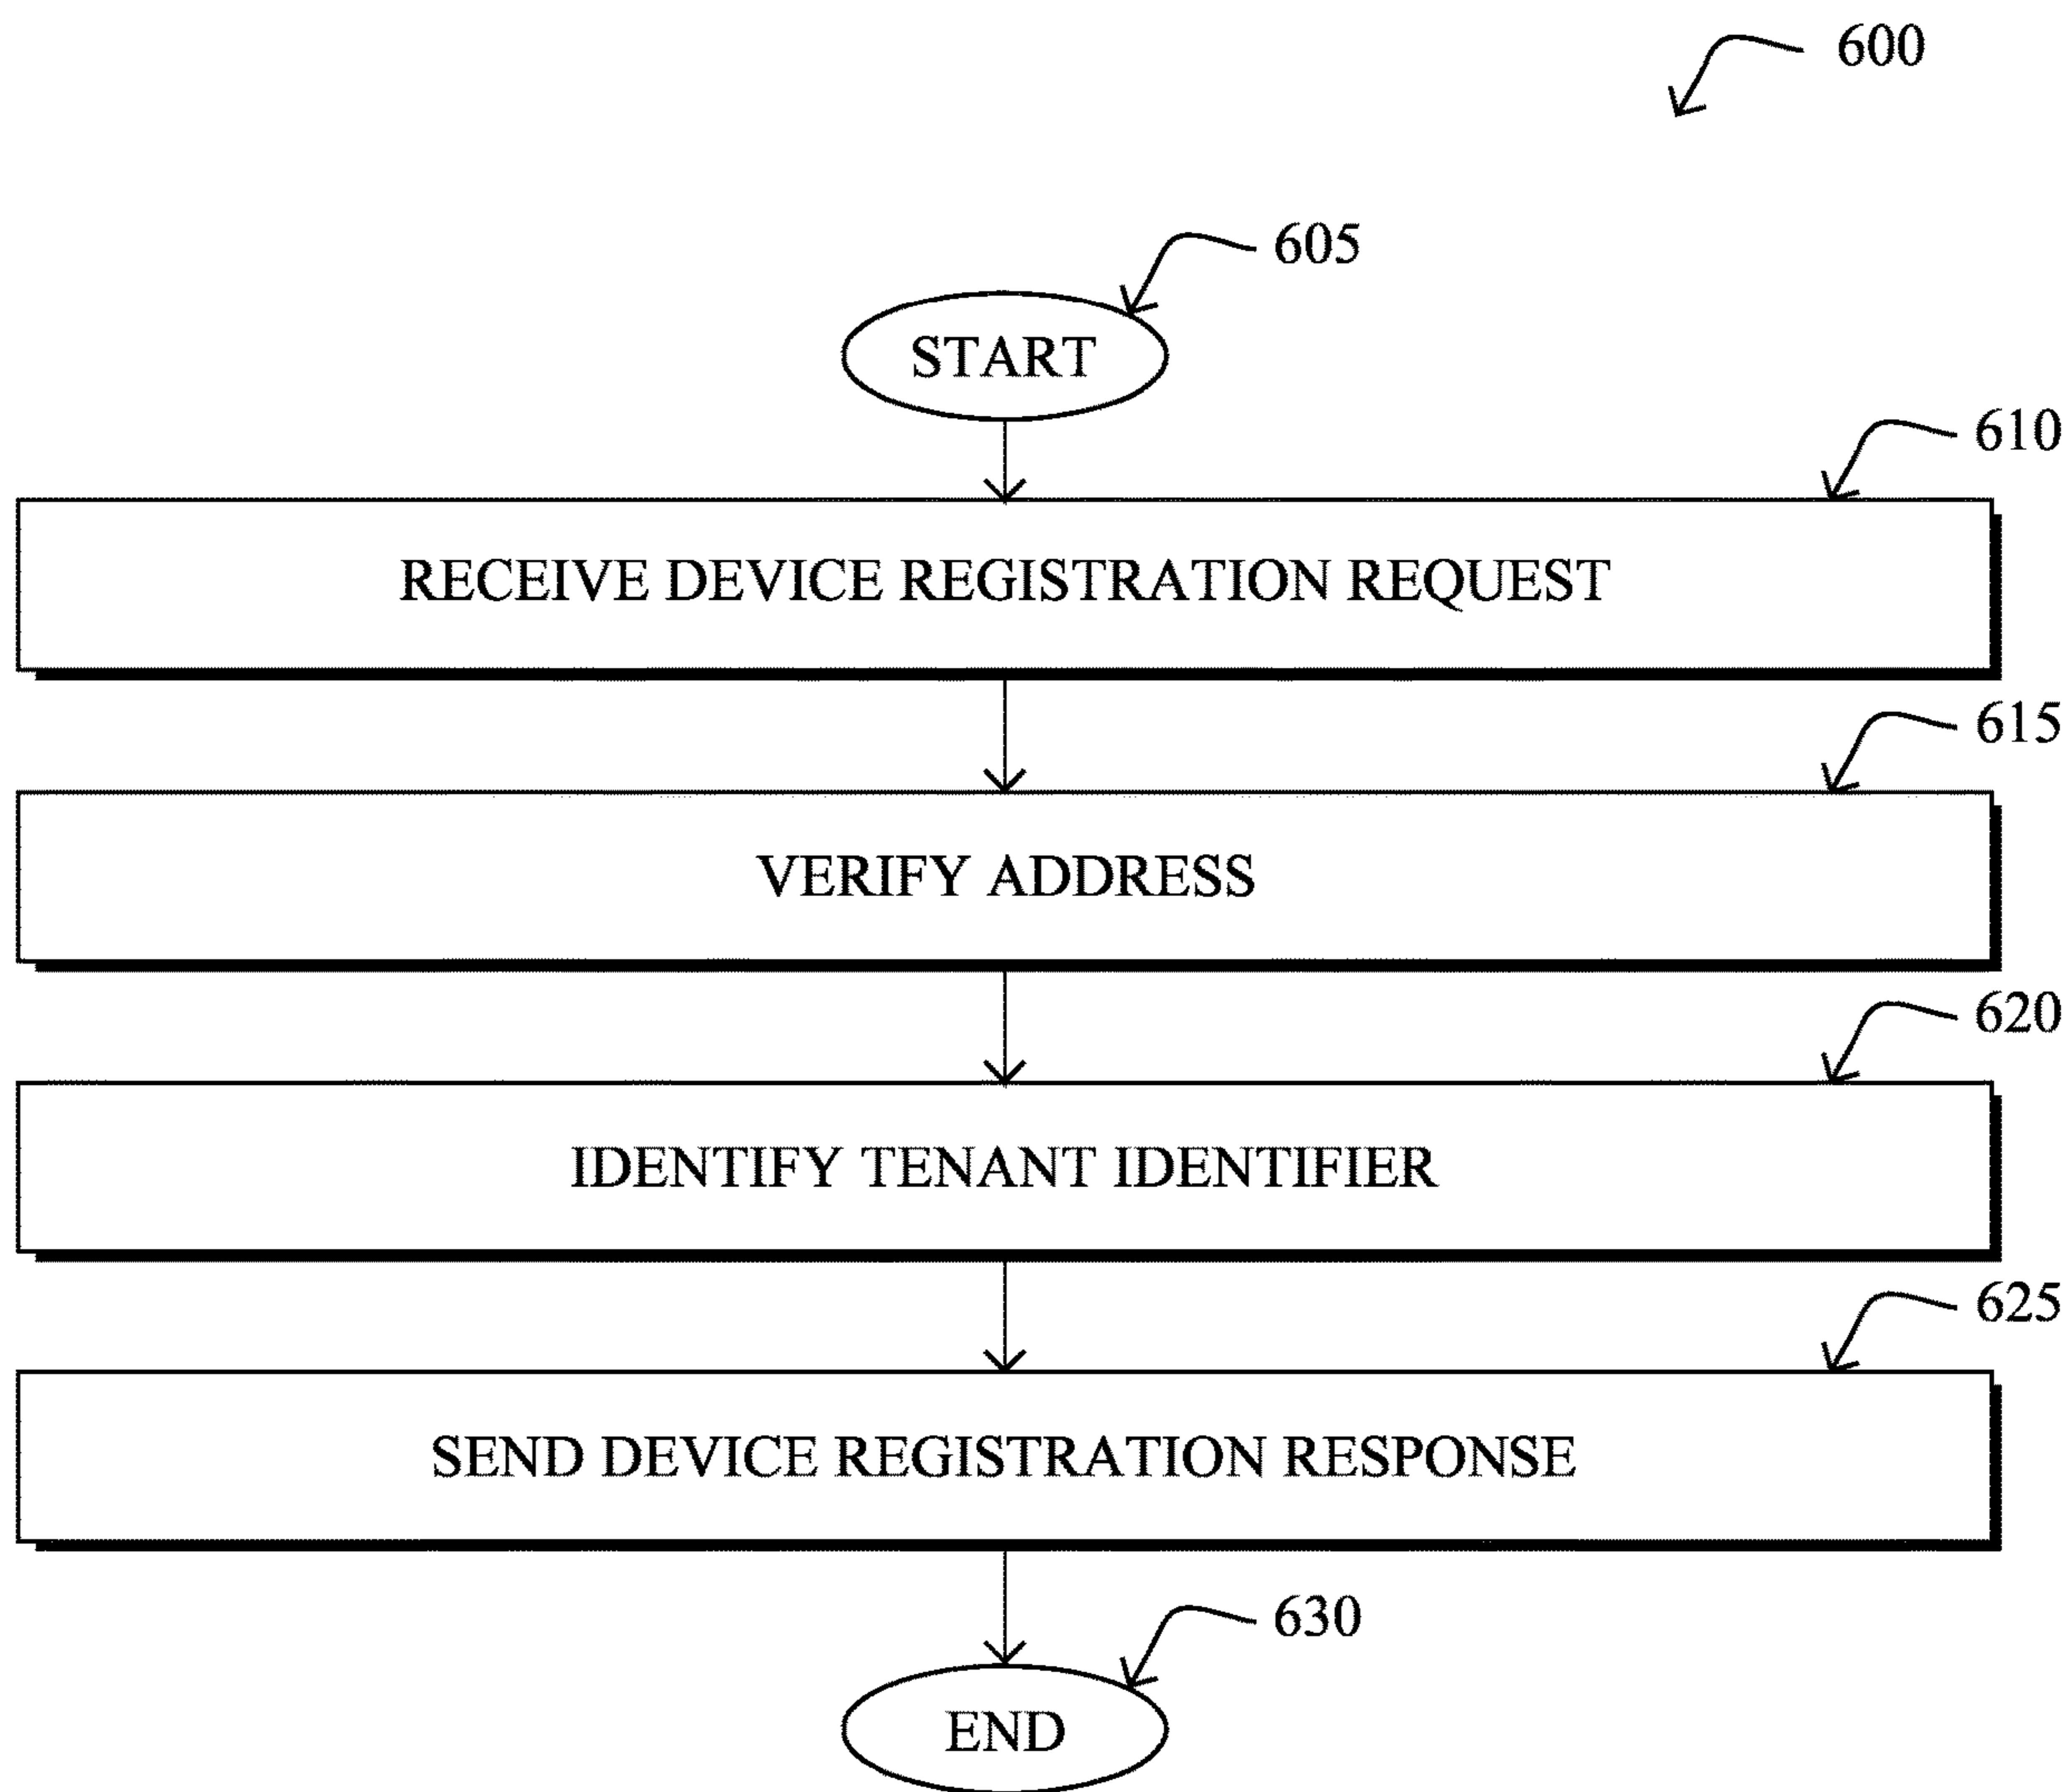 600
605
START
610
RECEIVE DEVICE REGISTRATION REQUEST
615
VERIFY ADDRESS
620
IDENTIFY TENANT IDENTIFIER
625
SEND DEVICE REGISTRATION RESPONSE
630
END